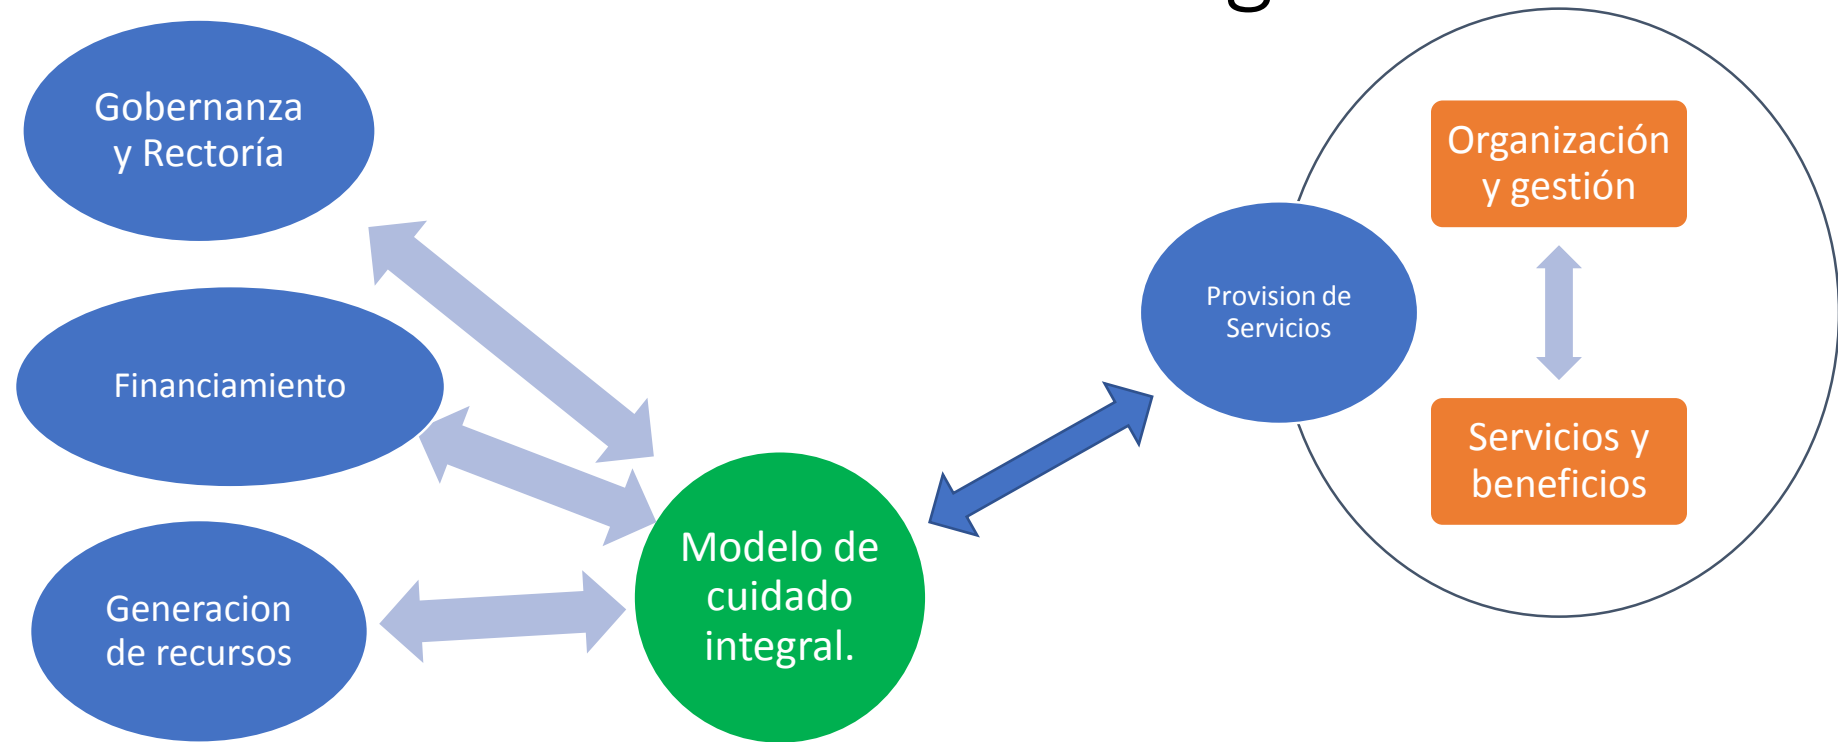 Gobernanza
y Rectoría
Financiamiento
Generacion
de recursos
Modelo de
cuidado
integral.
Provision de
Servicios
Organización
y gestión
Servicios y
beneficios